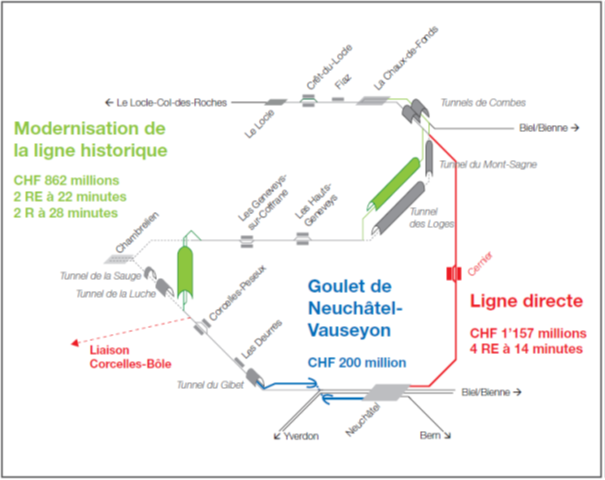 Crêt-du-Locle
Fiaz
La Chaux-de-Fonds
← Le Locle-Col-des-Roches
Le Locle
Tunnels de Combes
Biel/Bienne →
Modernisation de
la ligne historique
CHF 862 millions
2 RE à 22 minutes
2 R à 28 minutes
Tunnel du Mont-Sagne
Tunnel
des Loges
Les Geneveys-
sur-Coffrane
Les Hauts-
Geneveys
Chambrelien
Tunnel de la Sauge
Tunnel de la Luche
Corcelles-Peseux
Cernier
Goulet de
Neuchâtel-
Vauseyon
CHF 200 million
Ligne directe
CHF 1'157 millions
4 RE à 14 minutes
Liaison
Corcelles-Bôle
Les Deurres
Tunnel du Gibet
Biel/Bienne →
Neuchâtel
↙ Yverdon
Bern ↘